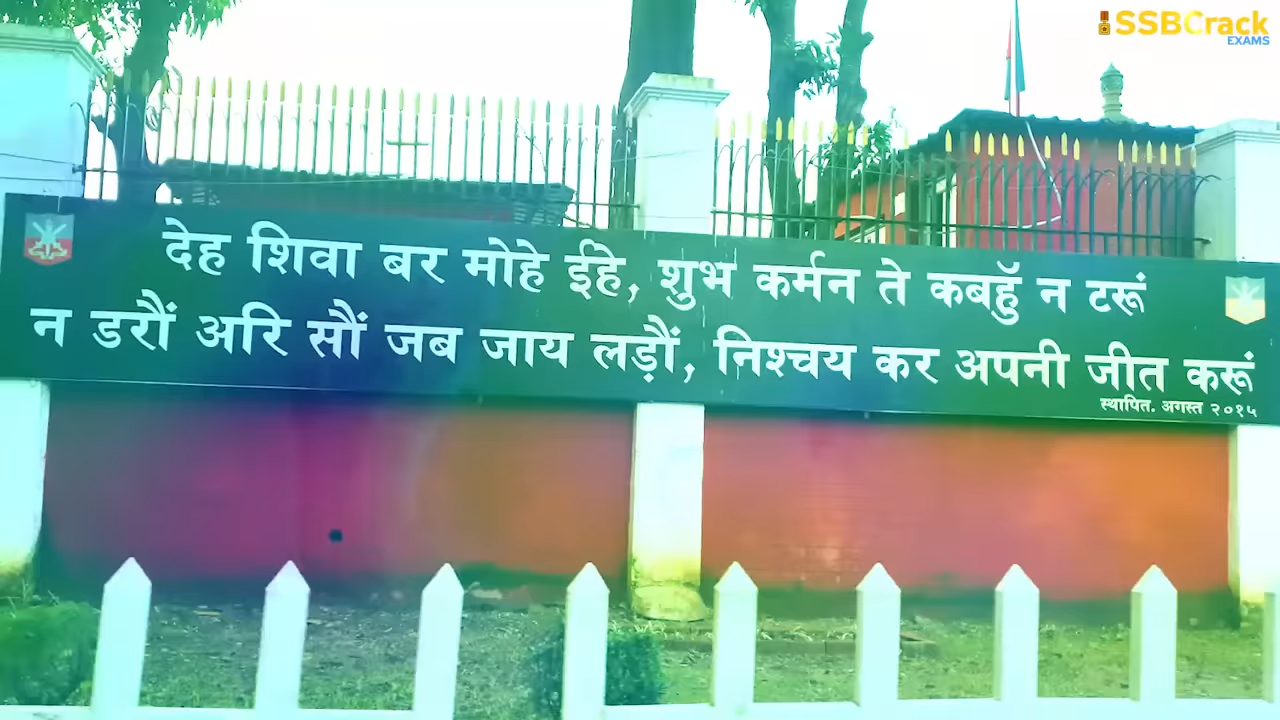 SSBCrack
EXAMS
देह शिवा बर मोहे ईहे, शुभ कर्मन ते कबहुॅ न टरूं
न डरौं अरि सौं जब जाय लड़ौं, निश्चय कर अपनी जीत करूं
स्थापित. अगस्त २०१५